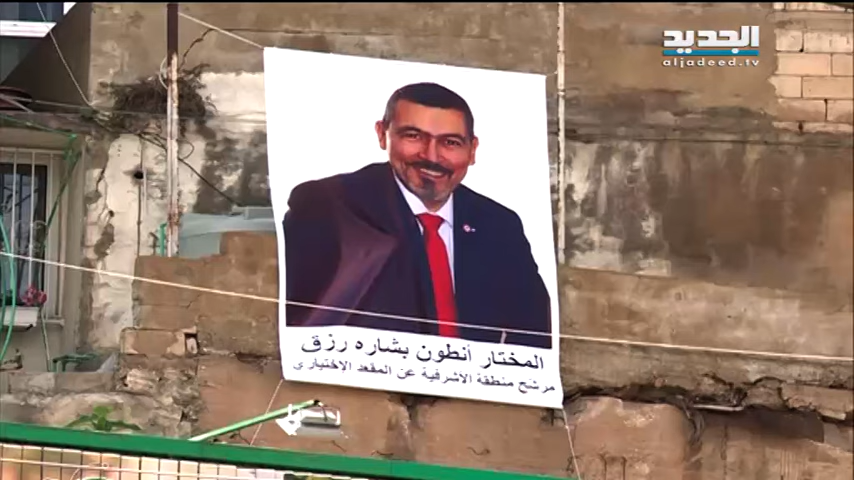 الجديد
aljadeed.tv
المختار أنطون بشاره رزق
مرشح منطقة الاشرفية عن المقعد الاختياري